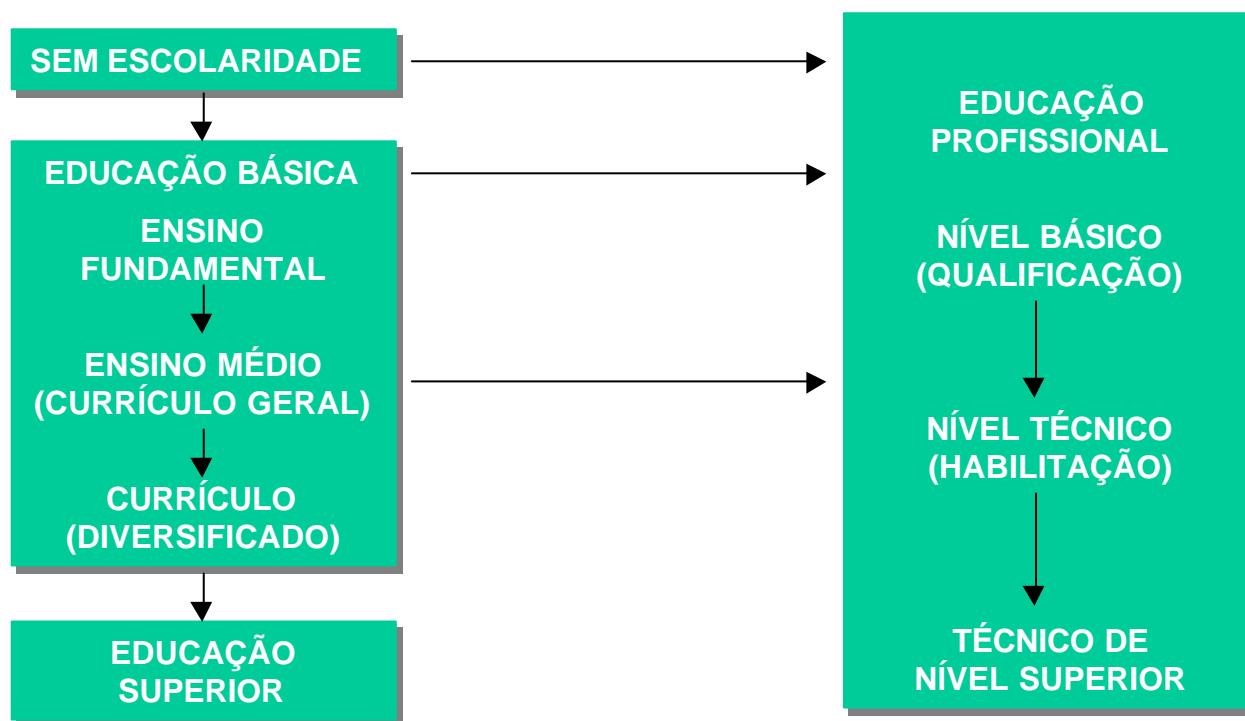 SEM ESCOLARIDADE
EDUCAÇÃO BÁSICA
ENSINO
FUNDAMENTAL
ENSINO MÉDIO
(CURRÍCULO GERAL)
CURRÍCULO
(DIVERSIFICADO)
EDUCAÇÃO
SUPERIOR
EDUCAÇÃO
PROFISSIONAL
NÍVEL BÁSICO
(QUALIFICAÇÃO)
NÍVEL TÉCNICO
(HABILITAÇÃO)
TÉCNICO DE
NÍVEL SUPERIOR